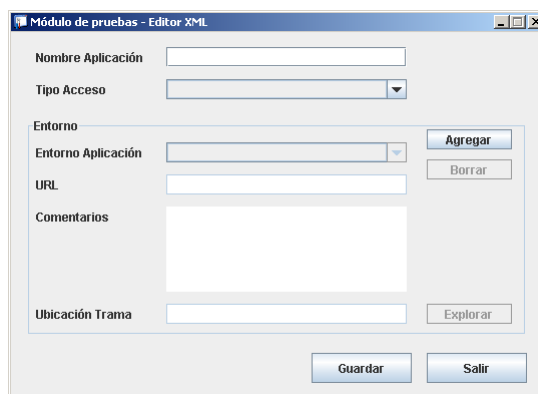 Módulo de pruebas - Editor XML
Nombre Aplicación
Tipo Acceso
Entorno
Agregar
Entorno Aplicación
Borrar
URL
Comentarios
Ubicación Trama
Explorar
Guardar
Salir